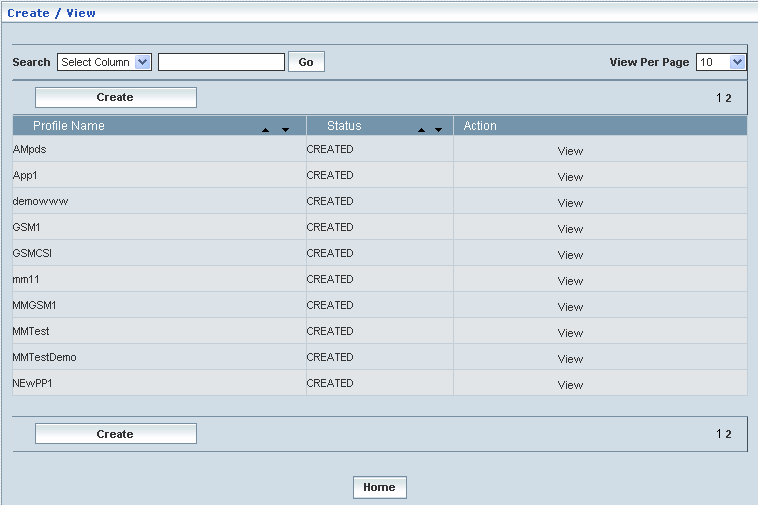 Create / View
Search Select Column Go View Per Page 10
Create 1 2
Profile Name Status Action
AMpds CREATED View
App1 CREATED View
demowww CREATED View
GSM1 CREATED View
GSMCSI CREATED View
mm11 CREATED View
MMGSM1 CREATED View
MMTest CREATED View
MMTestDemo CREATED View
NEwPP1 CREATED View
Create 1 2
Home